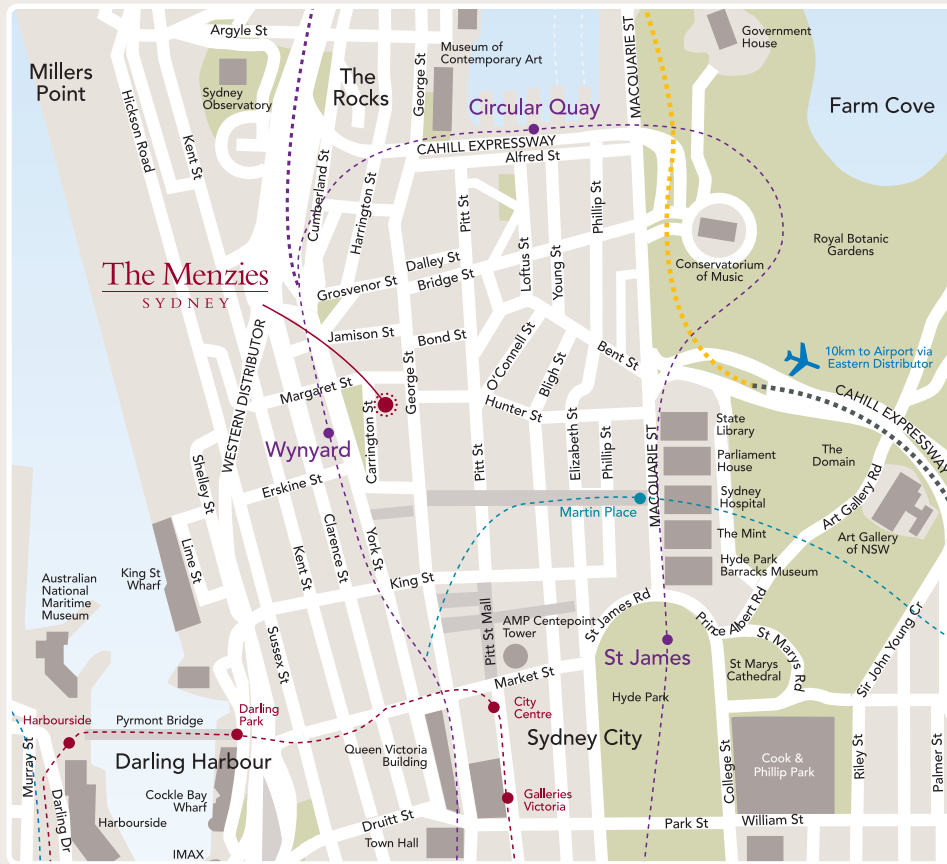 Argyle St
Government
House
Museum of
Contemporary Art
Millers
Point
The
Rocks
George St
MACQUARIE ST
Sydney
Observatory
Hickson Road
Kent St
Circular Quay
Farm Cove
CAHILL EXPRESSWAY
Alfred St
Cumberland St
Harrington St
Pitt St
Phillip St
Loftus St
Young St
Royal Botanic
Gardens
Conservatorium
of Music
Dalley St
Bridge St
Grosvenor St
The Menzies
SYDNEY
Jamison St
Bond St
O'Connell St
Bligh St
Bent St
10km to Airport via
Eastern Distributor
CAHILL EXPRESSWAY
WESTERN DISTRIBUTOR
Margaret St
George St
Hunter St
Carrington St
Wynyard
State
Library
Parliament
House
The
Domain
Art Gallery Rd
Shelley St
Erskine St
Pitt St
Elizabeth St
Phillip St
MACQUARIE ST
Sydney
Hospital
Martin Place
The Mint
Art Gallery
of NSW
Hyde Park
Barracks Museum
Lime St
Kent St
Clarence St
York St
King St
King St
Wharf
Australian
National
Maritime
Museum
Sussex St
Pitt St Mall
AMP Centepoint
Tower
St James Rd
Prince Albert Rd
St Marys Rd
Sir John Young Cr
St James
St Marys
Cathedral
Market St
Hyde Park
Harbourside
Pyrmont Bridge
Darling
Park
City
Centre
Sydney City
Murray St
Darling Harbour
Queen Victoria
Building
College St
Cook &
Phillip Park
Riley St
Palmer St
Cockle Bay
Wharf
Galleries
Victoria
Darling Dr
Harbourside
Druitt St
Park St
William St
Town Hall
IMAX